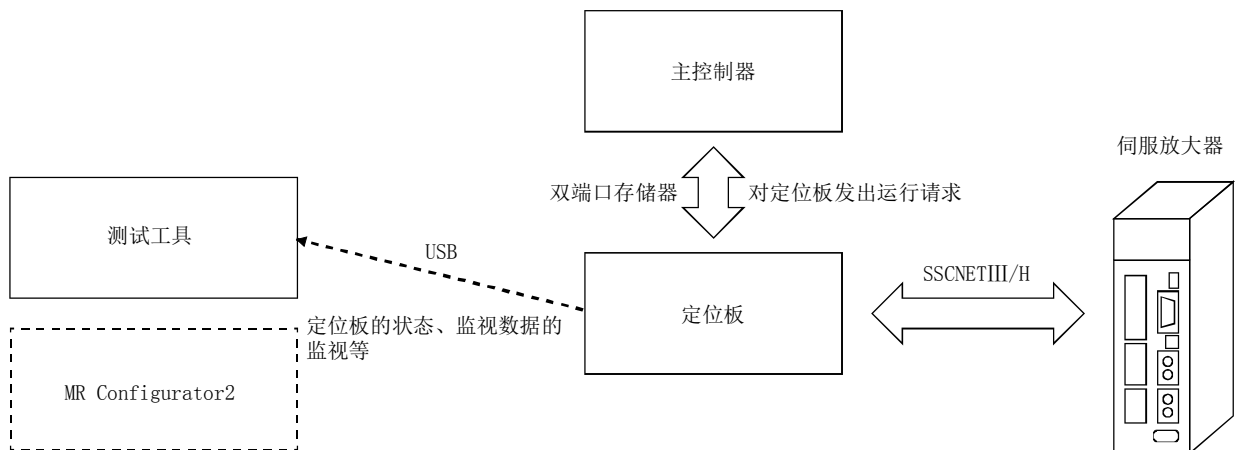 主控制器
伺服放大器
双端口存储器
对定位板发出运行请求
测试工具
USB
SSCNETⅢ/H
定位板
定位板的状态、监视数据的
监视等
MR Configurator2